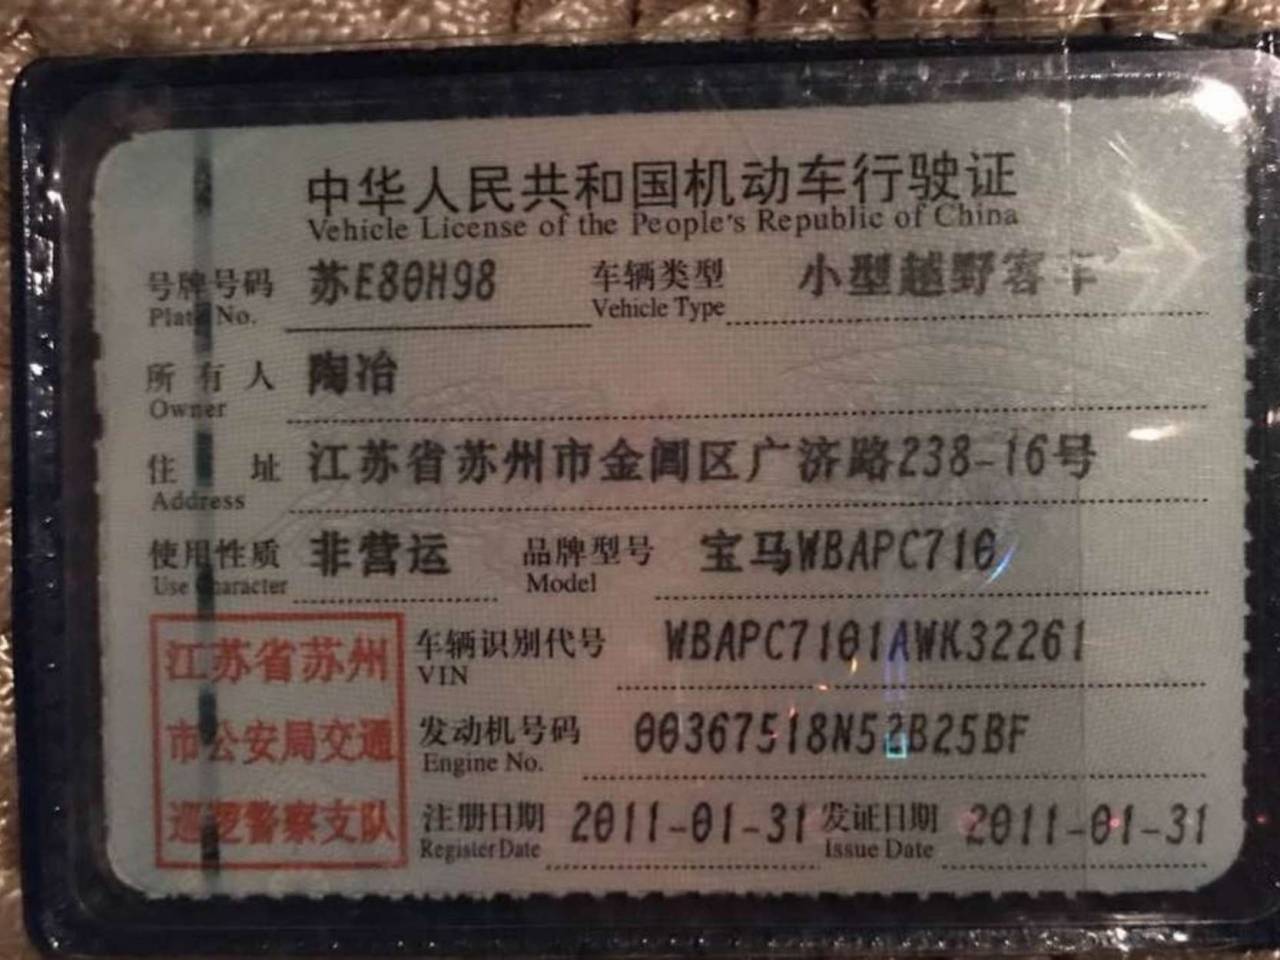 中华人民共和国机动车行驶证
Vehicle License of the People's Republic of China
号牌号码 苏E80H98 车辆类型 小型越野客车
Plate No. Vehicle Type
所有人 陶冶
Owner
住址 江苏省苏州市金阊区广济路238-16号
Address
使用性质 非营运 品牌型号 宝马WBAPC710
Use Character Model
江苏省苏州 车辆识别代号 WBAPC7101AWK32261
VIN
市公安局交通 发动机号码 00367518N52B25BF
Engine No.
巡逻警察支队 注册日期 2011-01-31 发证日期 2011-01-31
Register Date Issue Date